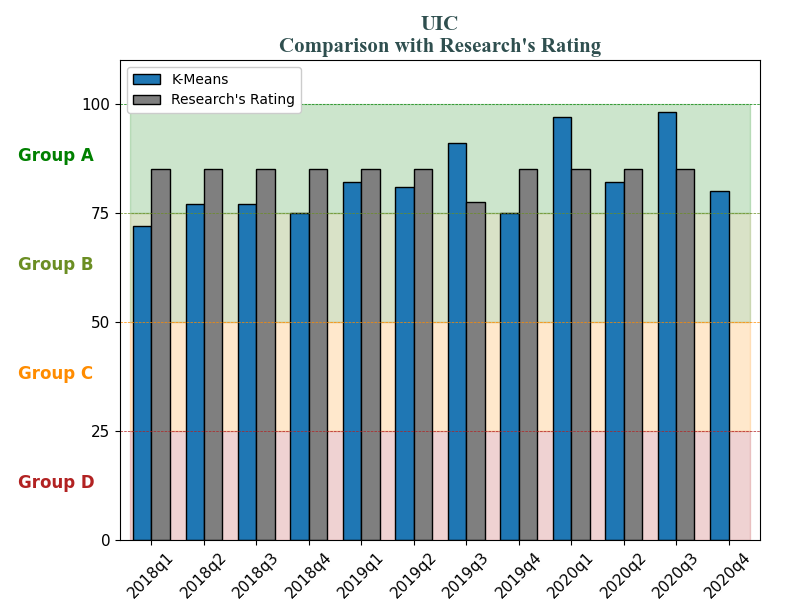 UIC
Comparison with Research's Rating
K-Means
Research's Rating
100
Group A
75
Group B
50
Group C
25
Group D
0
2018q1
2018q2
2018q3
2018q4
2019q1
2019q2
2019q3
2019q4
2020q1
2020q2
2020q3
2020q4